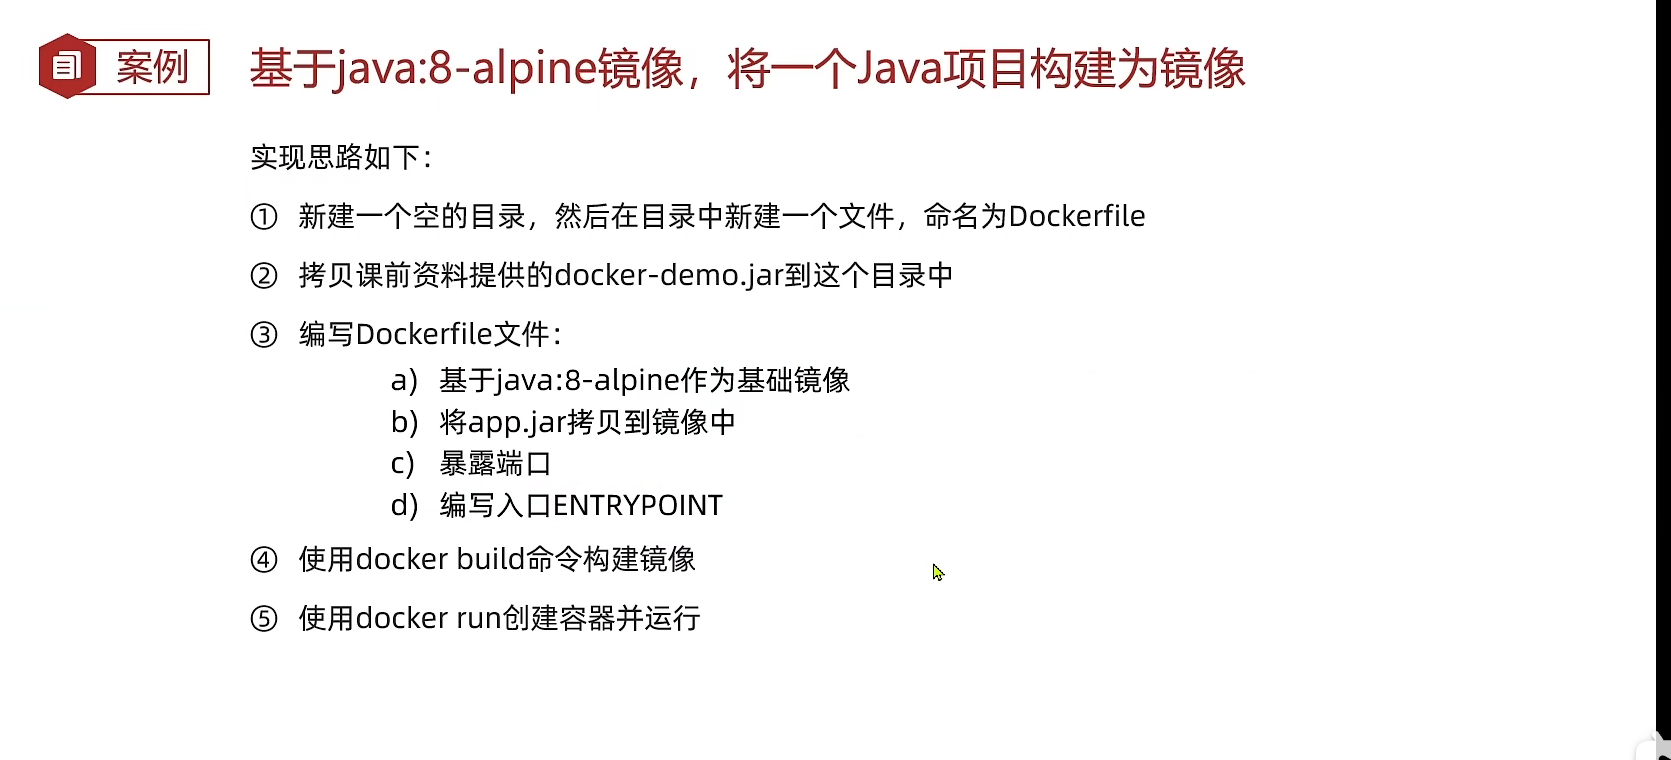 案例
基于java:8-alpine镜像，将一个Java项目构建为镜像
实现思路如下：
① 新建一个空的目录，然后在目录中新建一个文件，命名为Dockerfile
② 拷贝课前资料提供的docker-demo.jar到这个目录中
③ 编写Dockerfile文件：
a) 基于java:8-alpine作为基础镜像
b) 将app.jar拷贝到镜像中
c) 暴露端口
d) 编写入口ENTRYPOINT
④ 使用docker build命令构建镜像
⑤ 使用docker run创建容器并运行